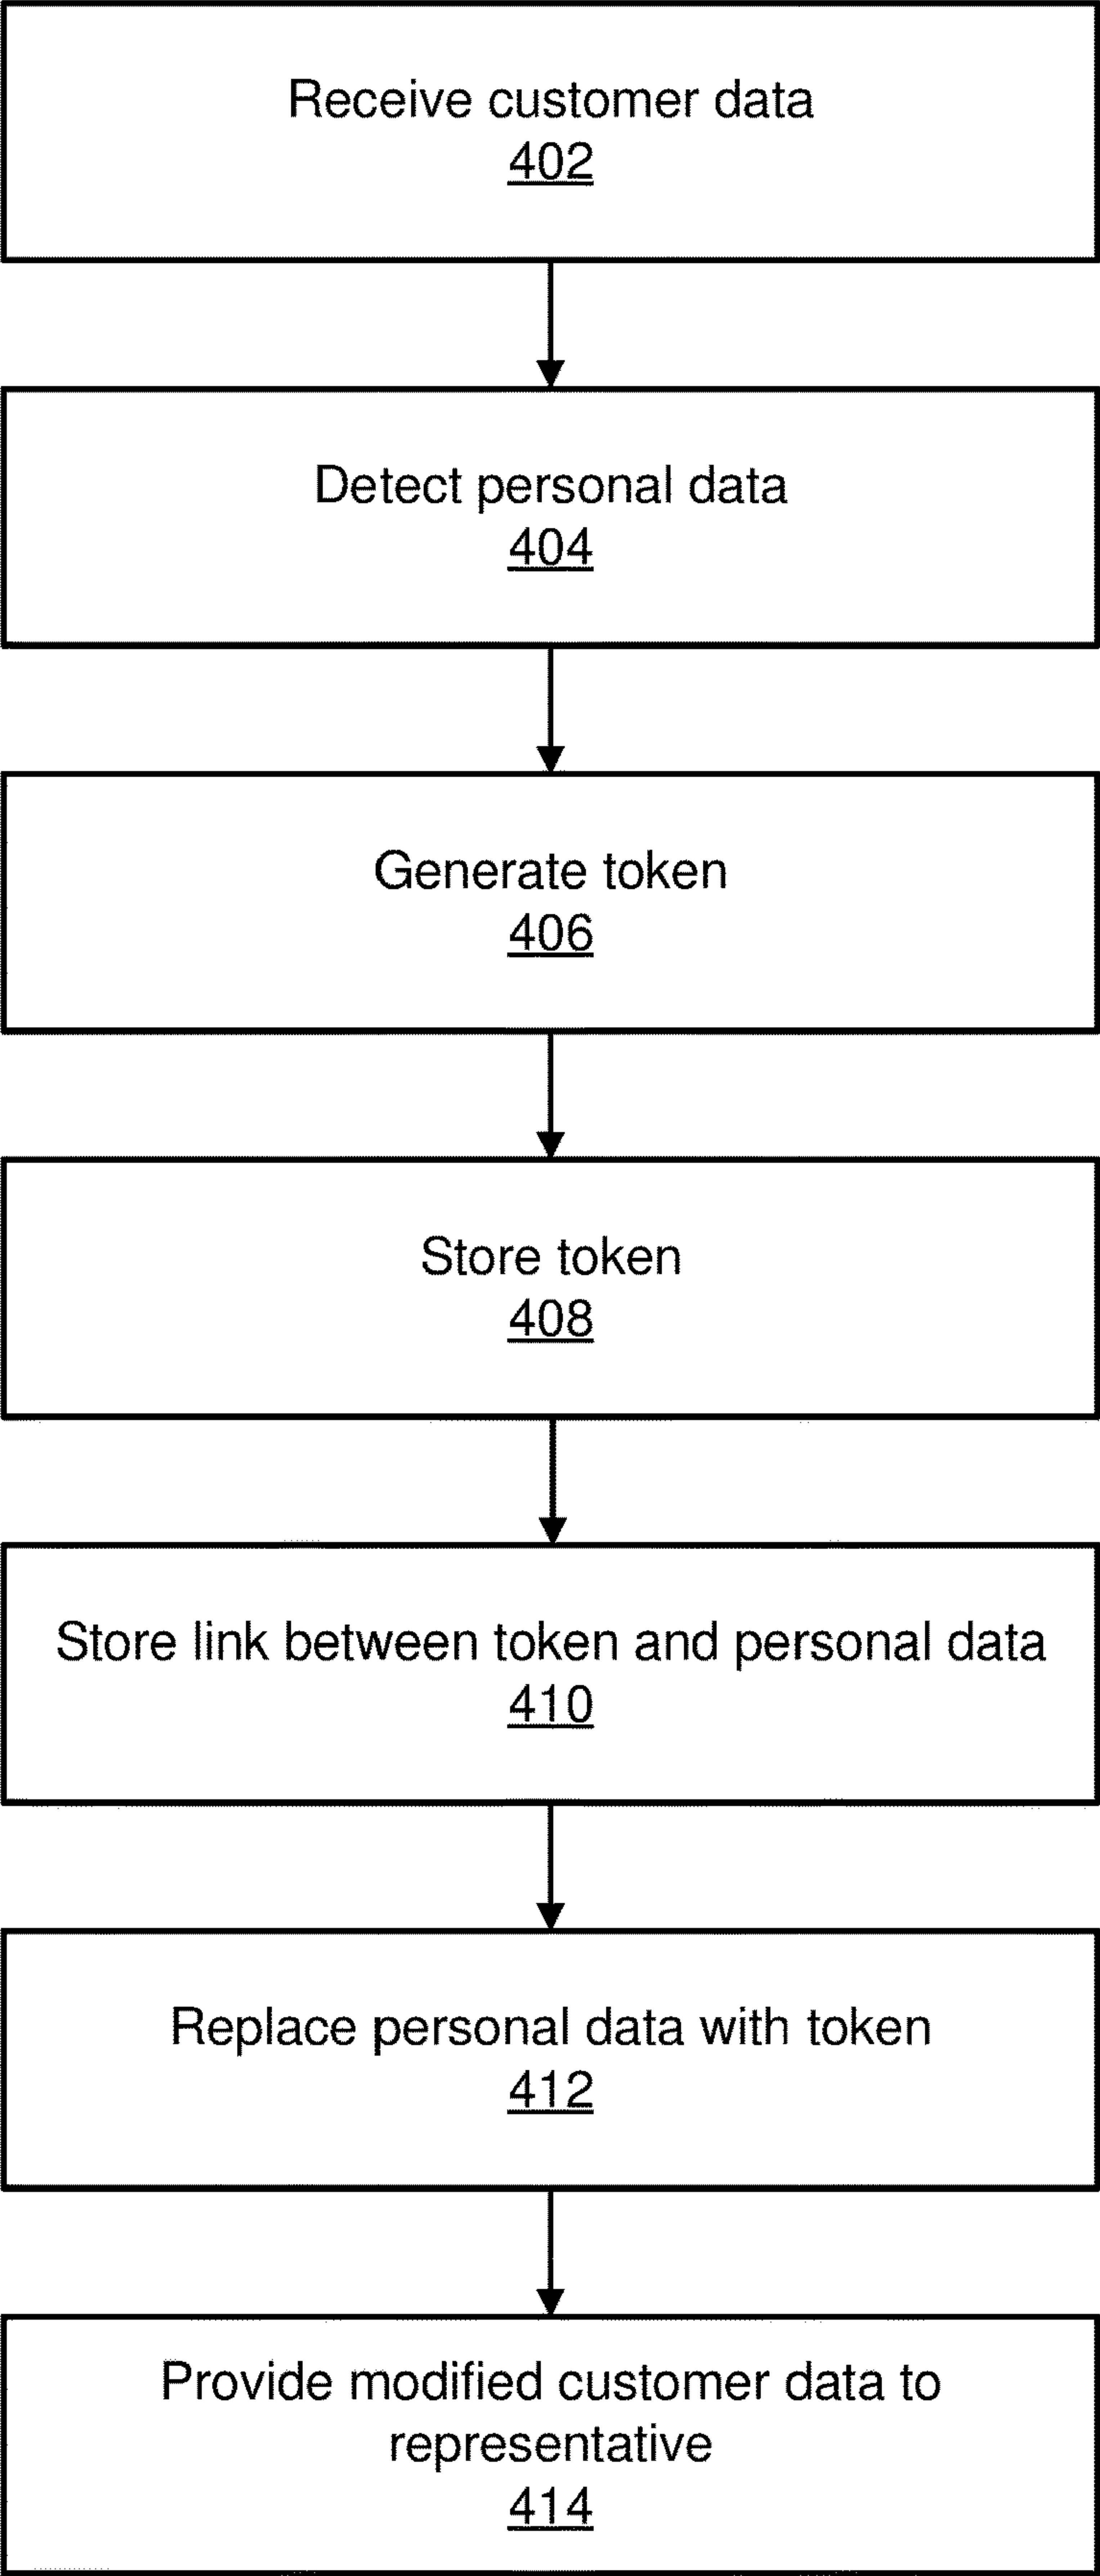 Receive customer data
402
Detect personal data
404
Generate token
406
Store token
408
Store link between token and personal data
410
Replace personal data with token
412
Provide modified customer data to
representative
414